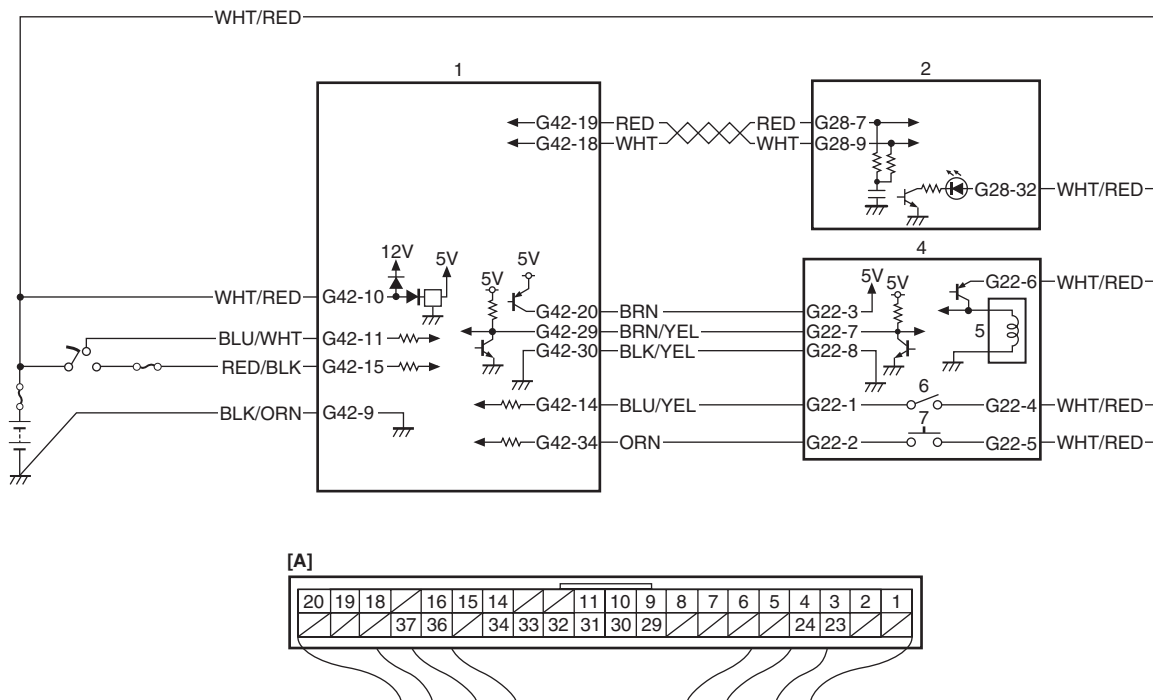 WHT/RED
1 2
G42-19 RED RED G28-7
G42-18 WHT WHT G28-9
G28-32 WHT/RED
4
12V 5V 5V 5V 5V 5V
WHT/RED G42-10 G22-6 WHT/RED
G42-20 BRN G22-3
BLU/WHT G42-11 G42-29 BRN/YEL G22-7 5
G42-30 BLK/YEL G22-8
RED/BLK G42-15
6
BLK/ORN G42-9 G42-14 BLU/YEL G22-1 G22-4 WHT/RED
7
G42-34 ORN G22-2 G22-5 WHT/RED
[A]
20 19 18 16 15 14 11 10 9 8 7 6 5 4 3 2 1
37 36 34 33 32 31 30 29 24 23